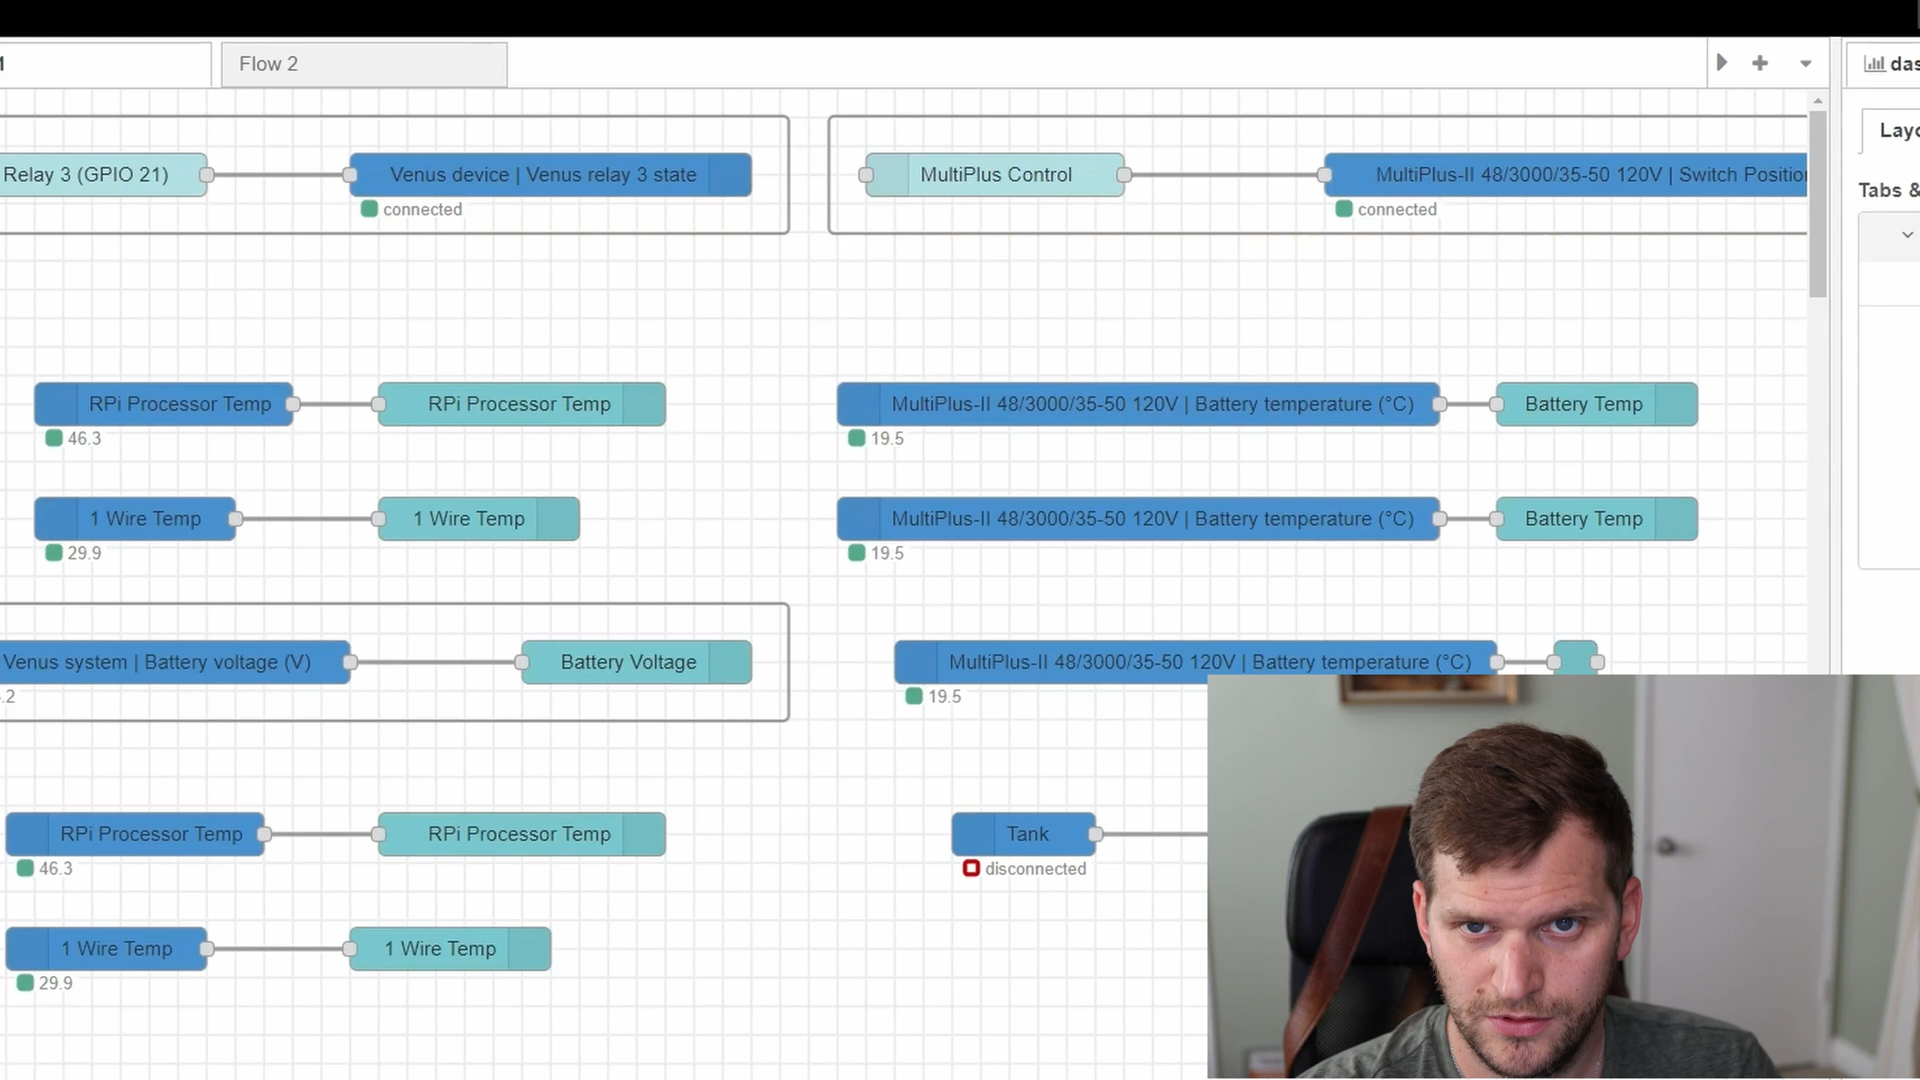 Flow 2
das
Layo
Tabs &
Relay 3 (GPIO 21)
Venus device | Venus relay 3 state
connected
MultiPlus Control
MultiPlus-II 48/3000/35-50 120V | Switch Position
connected
RPi Processor Temp
46.3
RPi Processor Temp
MultiPlus-II 48/3000/35-50 120V | Battery temperature (°C)
19.5
Battery Temp
1 Wire Temp
29.9
1 Wire Temp
MultiPlus-II 48/3000/35-50 120V | Battery temperature (°C)
19.5
Battery Temp
Venus system | Battery voltage (V)
.2
Battery Voltage
MultiPlus-II 48/3000/35-50 120V | Battery temperature (°C)
19.5
RPi Processor Temp
46.3
RPi Processor Temp
Tank
disconnected
1 Wire Temp
29.9
1 Wire Temp